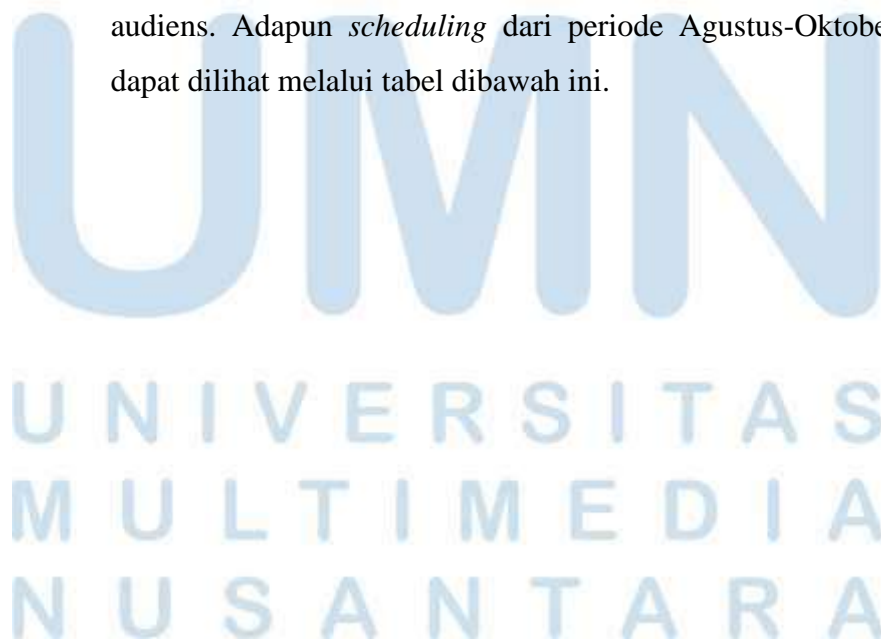 audiens. Adapun scheduling dari periode Agustus-Oktobe
dapat dilihat melalui tabel dibawah ini.
UMN
UNIVERSITAS
MULTIMEDIA
NUSANTARA